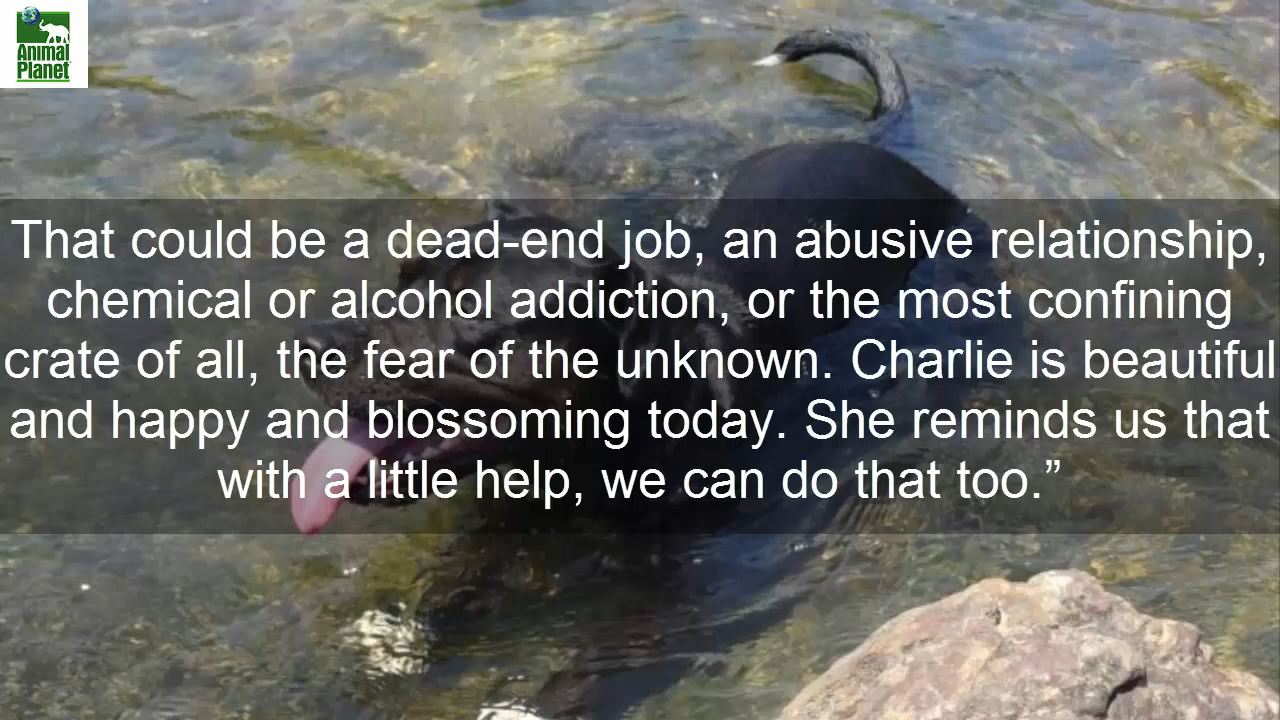 Animal
Planet
That could be a dead-end job, an abusive relationship,
chemical or alcohol addiction, or the most confining
crate of all, the fear of the unknown. Charlie is beautiful
and happy and blossoming today. She reminds us that
with a little help, we can do that too.”